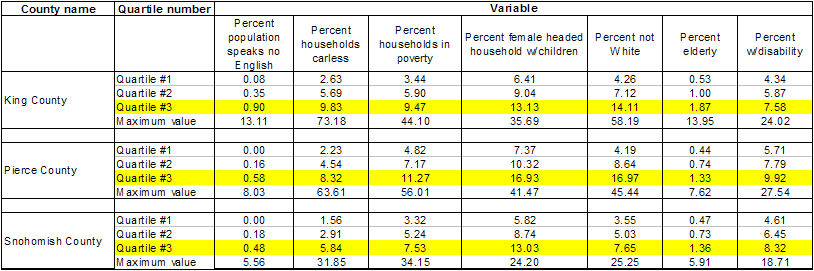 County name Quartile number Variable
Percent population speaks no English Percent households carless Percent households in poverty Percent female headed household w/children Percent not White Percent elderly Percent w/disability
King County
Quartile #1 0.08 2.63 3.44 6.41 4.26 0.53 4.34
Quartile #2 0.35 5.69 5.90 9.04 7.12 1.00 5.87
Quartile #3 0.90 9.83 9.47 13.13 14.11 1.87 7.58
Maximum value 13.11 73.18 44.10 35.69 58.19 13.95 24.02
Pierce County
Quartile #1 0.00 2.23 4.82 7.37 4.19 0.44 5.71
Quartile #2 0.16 4.54 7.17 10.32 8.64 0.74 7.79
Quartile #3 0.58 8.32 11.27 16.93 16.97 1.33 9.92
Maximum value 8.03 63.61 56.01 41.47 45.44 7.62 27.54
Snohomish County
Quartile #1 0.00 1.56 3.32 5.82 3.55 0.47 4.61
Quartile #2 0.18 2.91 5.24 8.74 5.03 0.73 6.45
Quartile #3 0.48 5.84 7.53 13.03 7.65 1.36 8.32
Maximum value 5.56 31.85 34.15 24.20 25.25 5.91 18.71